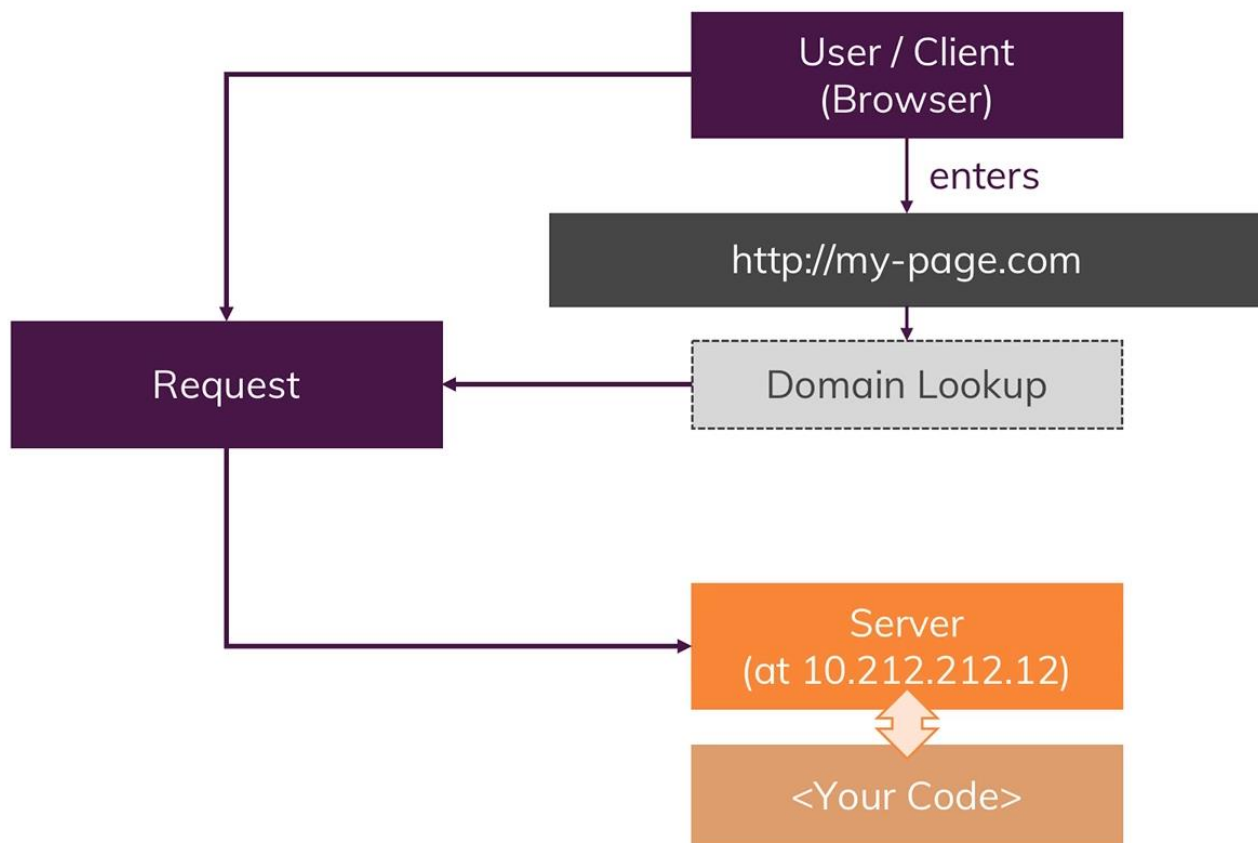 User / Client
(Browser)
enters
http://my-page.com
Request
Domain Lookup
Server
(at 10.212.212.12)
<Your Code>